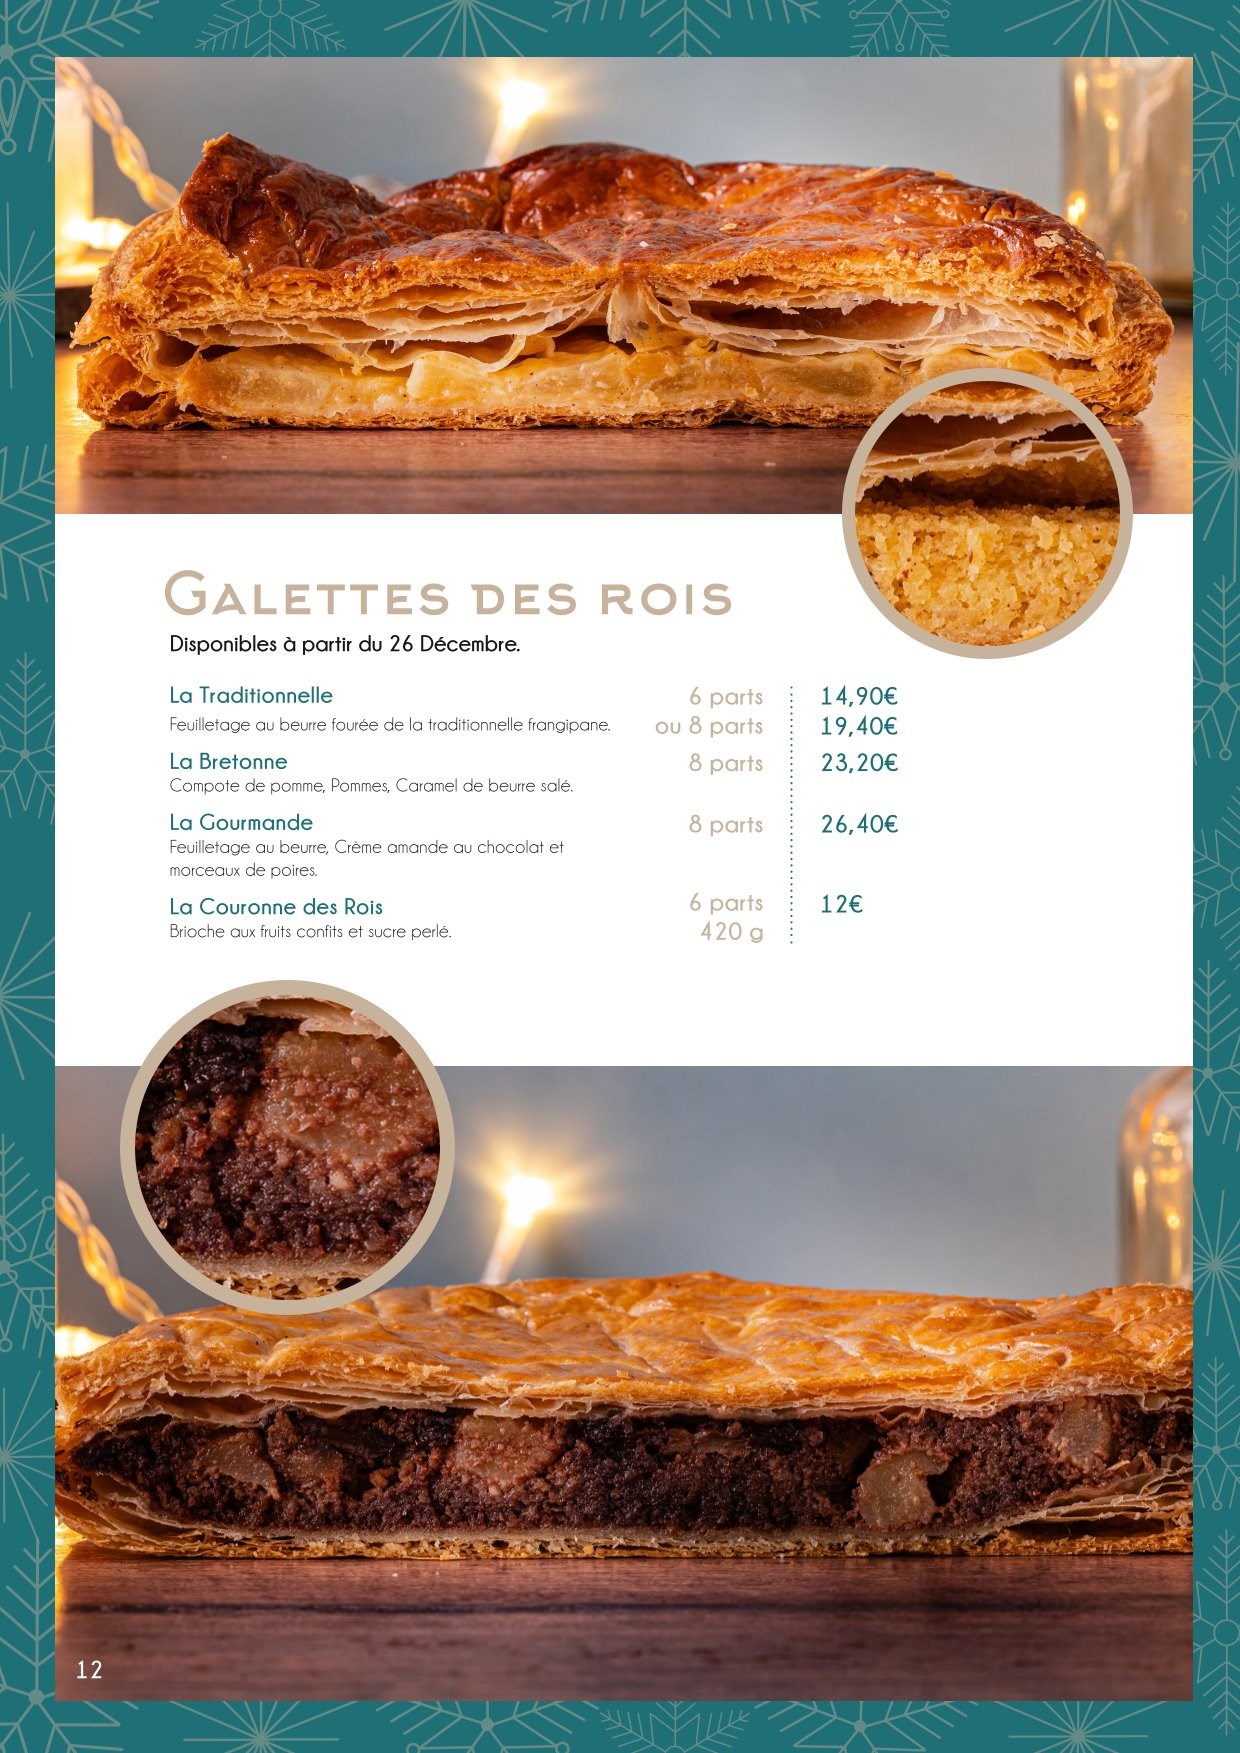 Galettes des rois
Disponibles à partir du 26 Décembre.
La Traditionnelle 6 parts 14,90€
Feuilletage au beurre fourée de la traditionnelle frangipane. ou 8 parts 19,40€
La Bretonne 8 parts 23,20€
Compote de pomme, Pommes, Caramel de beurre salé.
La Gourmande 8 parts 26,40€
Feuilletage au beurre, Crème amande au chocolat et
morceaux de poires.
La Couronne des Rois 6 parts 12€
Brioche aux fruits confits et sucre perlé. 420 g
12